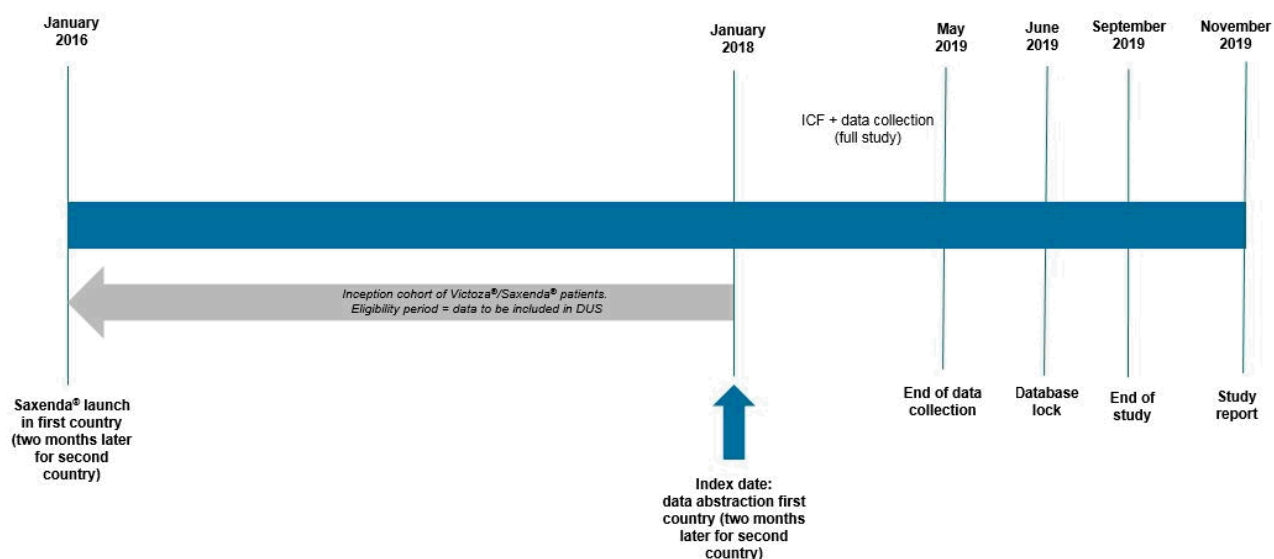 January
2016
January
2018
May
2019
June
2019
September
2019
November
2019
ICF + data collection
(full study)
Inception cohort of Victoza®/Saxenda® patients.
Eligibility period = data to be included in DUS
Saxenda® launch
in first country
(two months later
for second
country)
Index date:
data abstraction first
country (two months
later for second
country)
End of data
collection
Database
lock
End of
study
Study
report